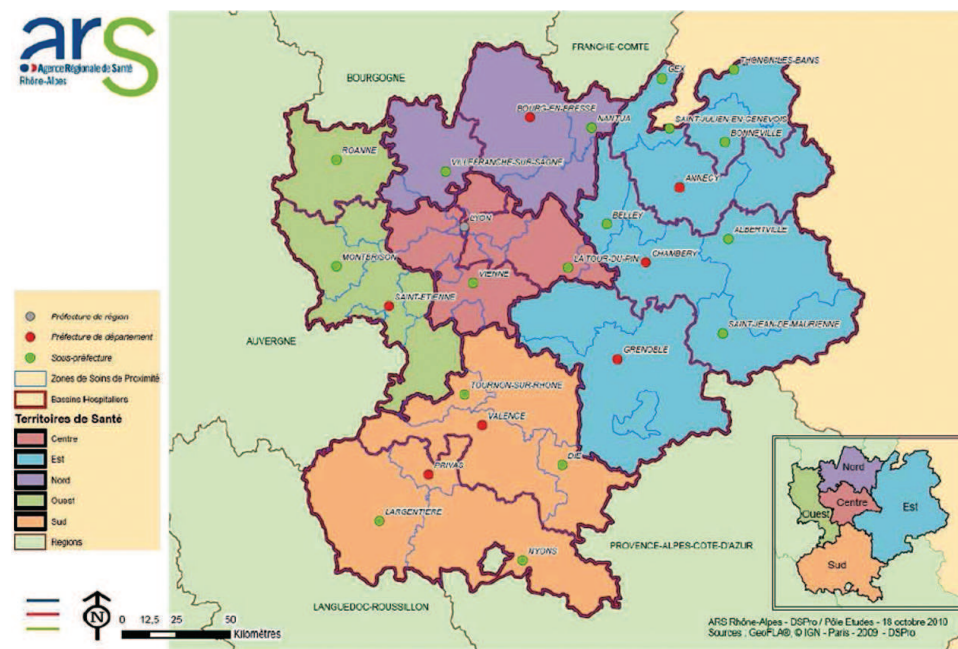 ars
Agence Régionale de Santé
Rhône-Alpes
FRANCHE-COMTE
BOURGOGNE
GEX
THONON-LES-BAINS
BOURG-EN-BRESSE
NANTUA
SAINT-JULIEN-EN-GENEVOIS
BONNEVILLE
ROANNE
VILLEFRANCHE-SUR-SAONE
ANNECY
LYON
BELLEY
ALBERTVILLE
MONTBRISON
LA TOUR-DU-PIN
CHAMBERY
VIENNE
SAINT-ETIENNE
SAINT-JEAN-DE-MAURIENNE
AUVERGNE
GRENOBLE
TOURNON-SUR-RHONE
VALENCE
DIE
PRIVAS
LARGENTIERE
NYONS
PROVENCE-ALPES-COTE-D'AZUR
LANGUEDOC-ROUSSILLON
Préfecture de région
Préfecture de département
Sous-préfecture
Zones de Soins de Proximité
Bassins Hospitaliers
Territoires de Santé
Centre
Est
Nord
Ouest
Sud
Régions
N
0 12,5 25 50
Kilomètres
Nord
Centre
Ouest
Est
Sud
ARS Rhône-Alpes - DSPro / Pôle Etudes - 18 octobre 2010
Sources : GeoFLA®, © IGN - Paris - 2009 - DSPro